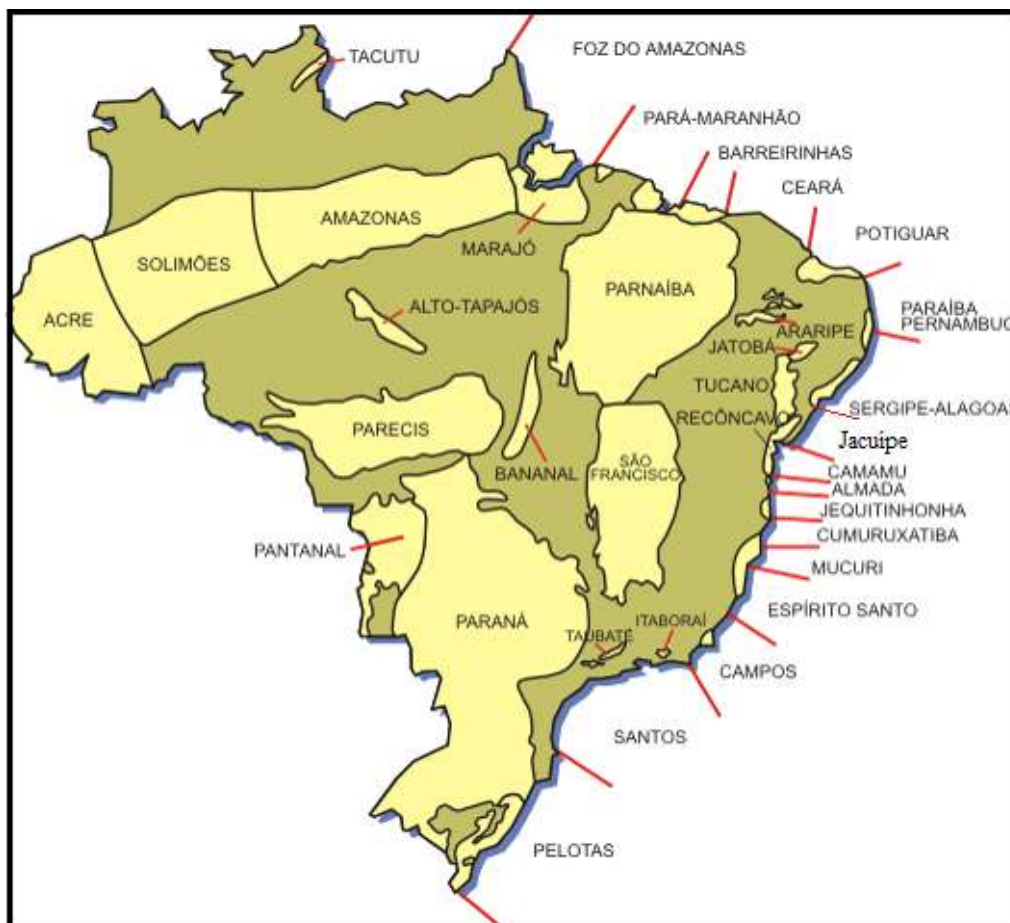 TACUTU
FOZ DO AMAZONAS
PARÁ-MARANHÃO
BARREIRINHAS
CEARÁ
POTIGUAR
AMAZONAS
MARAJÓ
SOLIMÕES
ACRE
ALTO-TAPAJÓS
PARNAÍBA
PARAÍBA
PERNAMBUC
ARARIPE
JATOBÁ
TUCANO
SERGIPE-ALAGOAS
RECÔNCAVO
Jacuípe
PARECIS
BANANAL
SÃO
FRANCISCO
CAMAMU
ALMADA
JEQUITINHONHA
CUMURUXATIBA
MUCURI
PANTANAL
ESPÍRITO SANTO
PARANÁ
TAUBATÉ
ITABORAÍ
CAMPOS
SANTOS
PELOTAS